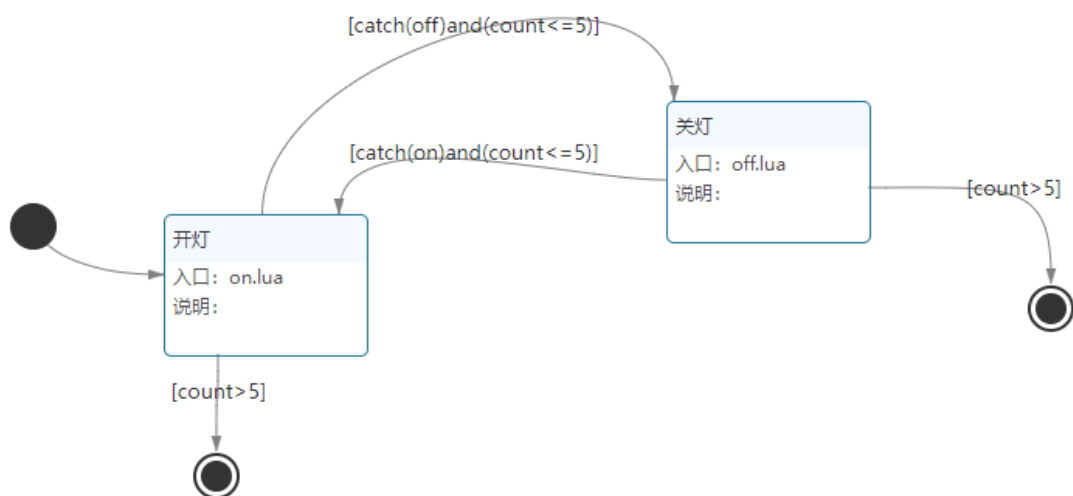 [catch(off)and(count<=5)]
关灯
入口：off.lua
说明：
[catch(on)and(count<=5)]
[count>5]
开灯
入口：on.lua
说明：
[count>5]